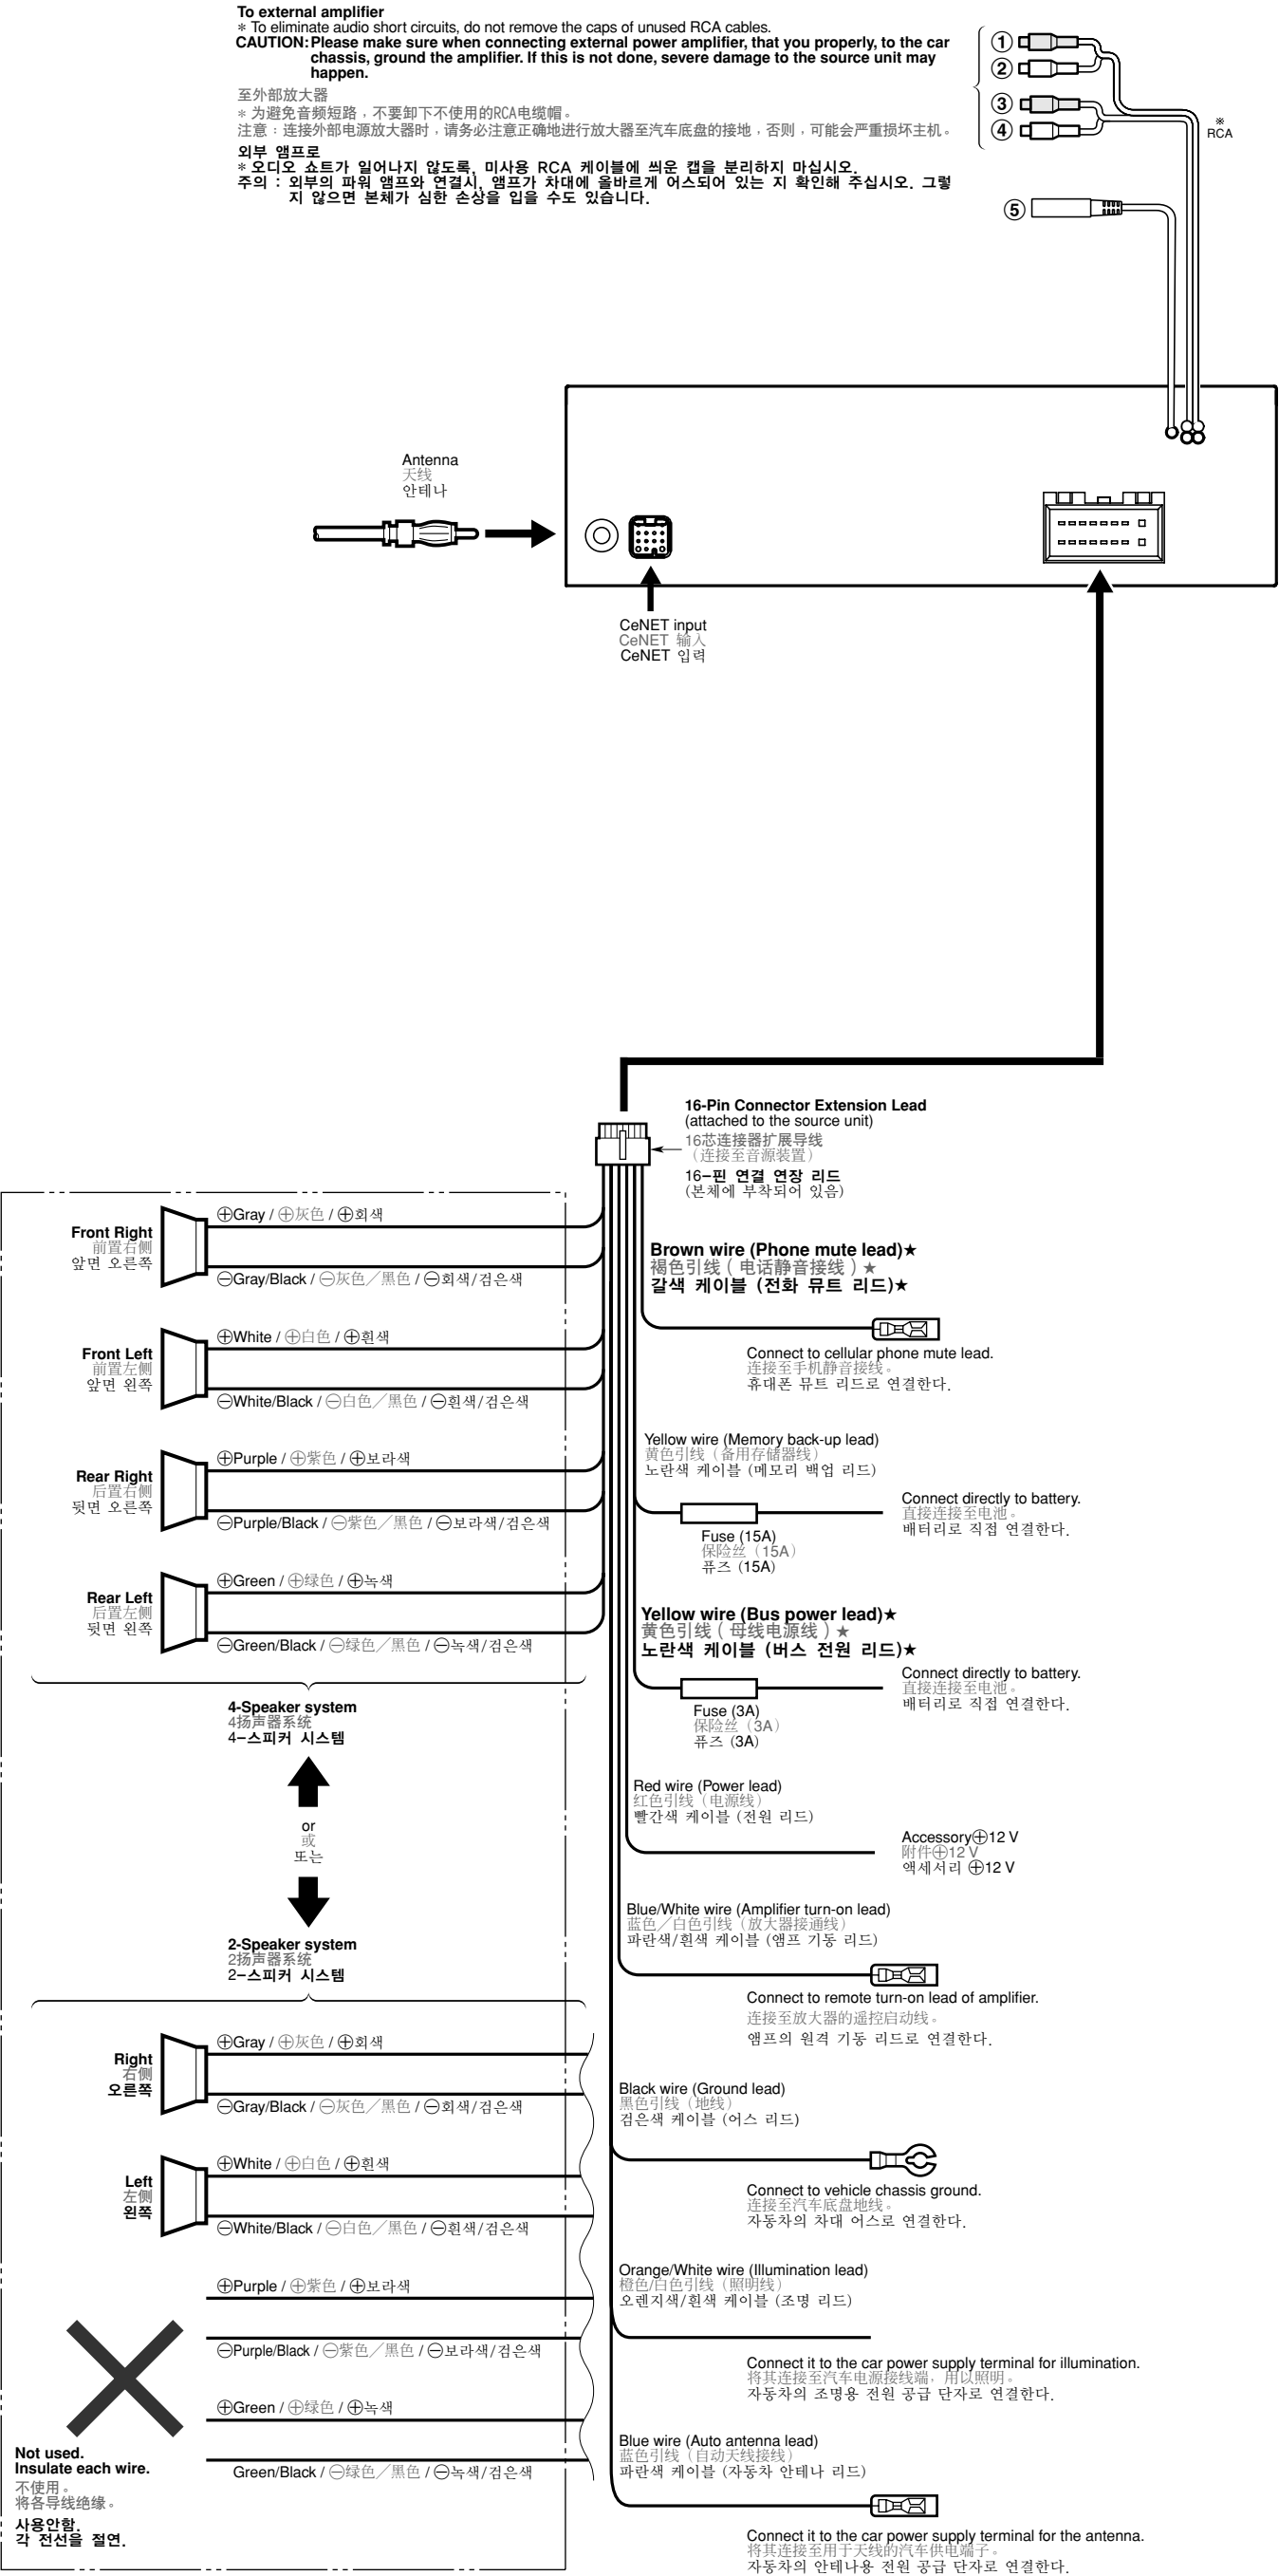 To external amplifier
* To eliminate audio short circuits, do not remove the caps of unused RCA cables.
CAUTION: Please make sure when connecting external power amplifier, that you properly, to the car
chassis, ground the amplifier. If this is not done, severe damage to the source unit may
happen.
至外部放大器
* 为避免音频短路，不要卸下不使用的RCA电缆帽。
注意：连接外部电源放大器时，请务必注意正确地进行放大器至汽车底盘的接地，否则，可能会严重损坏主机。
외부 앰프로
* 오디오 쇼트가 일어나지 않도록, 미사용 RCA 케이블에 씌운 캡을 분리하지 마십시오.
주의 : 외부의 파워 앰프와 연결시, 앰프가 차대에 올바르게 어스되어 있는 지 확인해 주십시오. 그렇
지 않으면 본체가 심한 손상을 입을 수도 있습니다.
①
②
③
④
※
RCA
⑤
Antenna
天线
안테나
CeNET input
CeNET 输入
CeNET 입력
16-Pin Connector Extension Lead
(attached to the source unit)
16芯连接器扩展导线
（连接至音源装置）
16-핀 연결 연장 리드
(본체에 부착되어 있음)
Front Right
前置右侧
앞면 오른쪽
⊕Gray / ⊕灰色 / ⊕회색
⊖Gray/Black / ⊖灰色／黑色 / ⊖회색/검은색
Front Left
前置左侧
앞면 왼쪽
⊕White / ⊕白色 / ⊕흰색
⊖White/Black / ⊖白色／黑色 / ⊖흰색/검은색
Rear Right
后置右侧
뒷면 오른쪽
⊕Purple / ⊕紫色 / ⊕보라색
⊖Purple/Black / ⊖紫色／黑色 / ⊖보라색/검은색
Rear Left
后置左侧
뒷면 왼쪽
⊕Green / ⊕绿色 / ⊕녹색
⊖Green/Black / ⊖绿色／黑色 / ⊖녹색/검은색
4-Speaker system
4扬声器系统
4-스피커 시스템
or
或
또는
2-Speaker system
2扬声器系统
2-스피커 시스템
Right
右侧
오른쪽
⊕Gray / ⊕灰色 / ⊕회색
⊖Gray/Black / ⊖灰色／黑色 / ⊖회색/검은색
Left
左侧
왼쪽
⊕White / ⊕白色 / ⊕흰색
⊖White/Black / ⊖白色／黑色 / ⊖흰색/검은색
⊕Purple / ⊕紫色 / ⊕보라색
⊖Purple/Black / ⊖紫色／黑色 / ⊖보라색/검은색
⊕Green / ⊕绿色 / ⊕녹색
Green/Black / ⊖绿色／黑色 / ⊖녹색/검은색
Not used.
Insulate each wire.
不使用。
将各导线绝缘。
사용안함.
각 전선을 절연.
Brown wire (Phone mute lead)★
褐色引线（电话静音接线）★
갈색 케이블 (전화 뮤트 리드)★
Connect to cellular phone mute lead.
连接至手机静音接线。
휴대폰 뮤트 리드로 연결한다.
Yellow wire (Memory back-up lead)
黄色引线（备用存储器线）
노란색 케이블 (메모리 백업 리드)
Fuse (15A)
保险丝（15A）
퓨즈 (15A)
Connect directly to battery.
直接连接至电池。
배터리로 직접 연결한다.
Yellow wire (Bus power lead)★
黄色引线（母线电源线）★
노란색 케이블 (버스 전원 리드)★
Fuse (3A)
保险丝（3A）
퓨즈 (3A)
Connect directly to battery.
直接连接至电池。
배터리로 직접 연결한다.
Red wire (Power lead)
红色引线（电源线）
빨간색 케이블 (전원 리드)
Accessory⊕12 V
附件⊕12 V
액세서리 ⊕12 V
Blue/White wire (Amplifier turn-on lead)
蓝色／白色引线（放大器接通线）
파란색/흰색 케이블 (앰프 기동 리드)
Connect to remote turn-on lead of amplifier.
连接至放大器的遥控启动线。
앰프의 원격 기동 리드로 연결한다.
Black wire (Ground lead)
黑色引线（地线）
검은색 케이블 (어스 리드)
Connect to vehicle chassis ground.
连接至汽车底盘地线。
자동차의 차대 어스로 연결한다.
Orange/White wire (Illumination lead)
橙色/白色引线（照明线）
오렌지색/흰색 케이블 (조명 리드)
Connect it to the car power supply terminal for illumination.
将其连接至汽车电源接线端，用以照明。
자동차의 조명용 전원 공급 단자로 연결한다.
Blue wire (Auto antenna lead)
蓝色引线（自动天线接线）
파란색 케이블 (자동차 안테나 리드)
Connect it to the car power supply terminal for the antenna.
将其连接至用于天线的汽车供电端子。
자동차의 안테나용 전원 공급 단자로 연결한다.